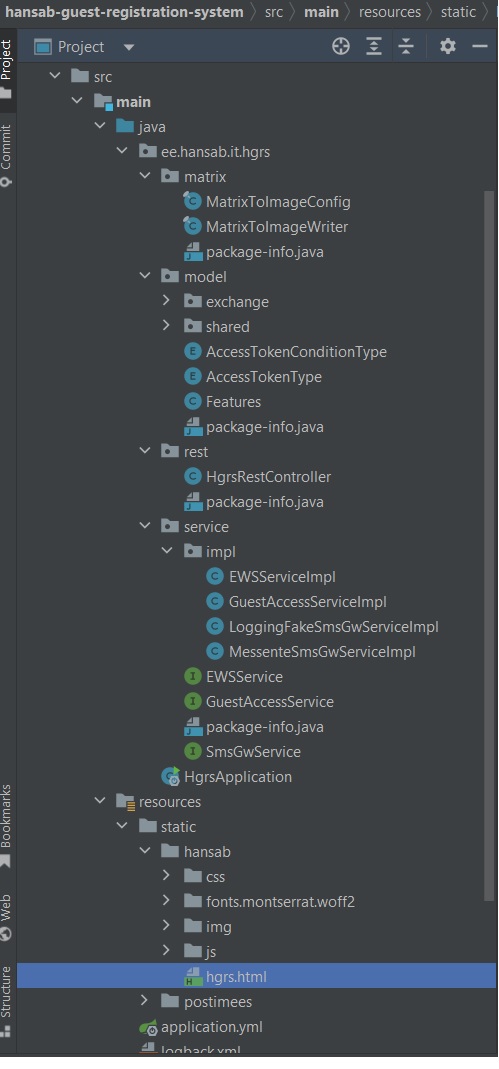 hansab-guest-registration-system src main resources static
Project
Project
Commit
src
main
java
ee.hansab.it.hgrs
matrix
MatrixToImageConfig
MatrixToImageWriter
package-info.java
model
exchange
shared
AccessTokenConditionType
AccessTokenType
Features
package-info.java
rest
HgrsRestController
package-info.java
service
impl
EWSServiceImpl
GuestAccessServiceImpl
LoggingFakeSmsGwServiceImpl
MessenteSmsGwServiceImpl
EWSService
GuestAccessService
package-info.java
SmsGwService
HgrsApplication
resources
static
hansab
css
fonts.montserrat.woff2
img
js
hgrs.html
postimees
application.yml
logback.xml
Bookmarks
Web
Structure